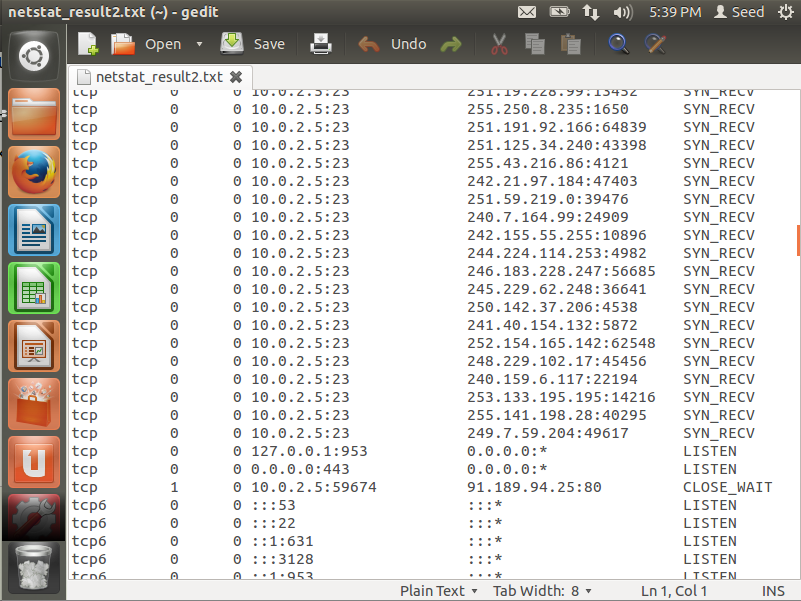 netstat_result2.txt (~) - gedit 5:39 PM Seed
Open Save Undo
netstat_result2.txt
tcp 0 0 10.0.2.5:23 251.19.228.99:13452 SYN_RECV
tcp 0 0 10.0.2.5:23 255.250.8.235:1650 SYN_RECV
tcp 0 0 10.0.2.5:23 251.191.92.166:64839 SYN_RECV
tcp 0 0 10.0.2.5:23 251.125.34.240:43398 SYN_RECV
tcp 0 0 10.0.2.5:23 255.43.216.86:4121 SYN_RECV
tcp 0 0 10.0.2.5:23 242.21.97.184:47403 SYN_RECV
tcp 0 0 10.0.2.5:23 251.59.219.0:39476 SYN_RECV
tcp 0 0 10.0.2.5:23 240.7.164.99:24909 SYN_RECV
tcp 0 0 10.0.2.5:23 242.155.55.255:10896 SYN_RECV
tcp 0 0 10.0.2.5:23 244.224.114.253:4982 SYN_RECV
tcp 0 0 10.0.2.5:23 246.183.228.247:56685 SYN_RECV
tcp 0 0 10.0.2.5:23 245.229.62.248:36641 SYN_RECV
tcp 0 0 10.0.2.5:23 250.142.37.206:4538 SYN_RECV
tcp 0 0 10.0.2.5:23 241.40.154.132:5872 SYN_RECV
tcp 0 0 10.0.2.5:23 252.154.165.142:62548 SYN_RECV
tcp 0 0 10.0.2.5:23 248.229.102.17:45456 SYN_RECV
tcp 0 0 10.0.2.5:23 240.159.6.117:22194 SYN_RECV
tcp 0 0 10.0.2.5:23 253.133.195.195:14216 SYN_RECV
tcp 0 0 10.0.2.5:23 255.141.198.28:40295 SYN_RECV
tcp 0 0 10.0.2.5:23 249.7.59.204:49617 SYN_RECV
tcp 0 0 127.0.0.1:953 0.0.0.0:* LISTEN
tcp 0 0 0.0.0.0:443 0.0.0.0:* LISTEN
tcp 1 0 10.0.2.5:59674 91.189.94.25:80 CLOSE_WAIT
tcp6 0 0 :::53 :::* LISTEN
tcp6 0 0 :::22 :::* LISTEN
tcp6 0 0 ::1:631 :::* LISTEN
tcp6 0 0 :::3128 :::* LISTEN
tcp6 0 0 ::1:953 :::* LISTEN
Plain Text Tab Width: 8 Ln 1, Col 1 INS